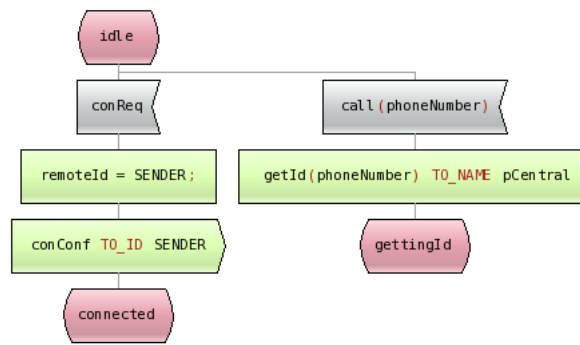 idle
conReq
call(phoneNumber)
remoteId = SENDER;
getId(phoneNumber) TO_NAME pCentral
conConf TO_ID SENDER
gettingId
connected